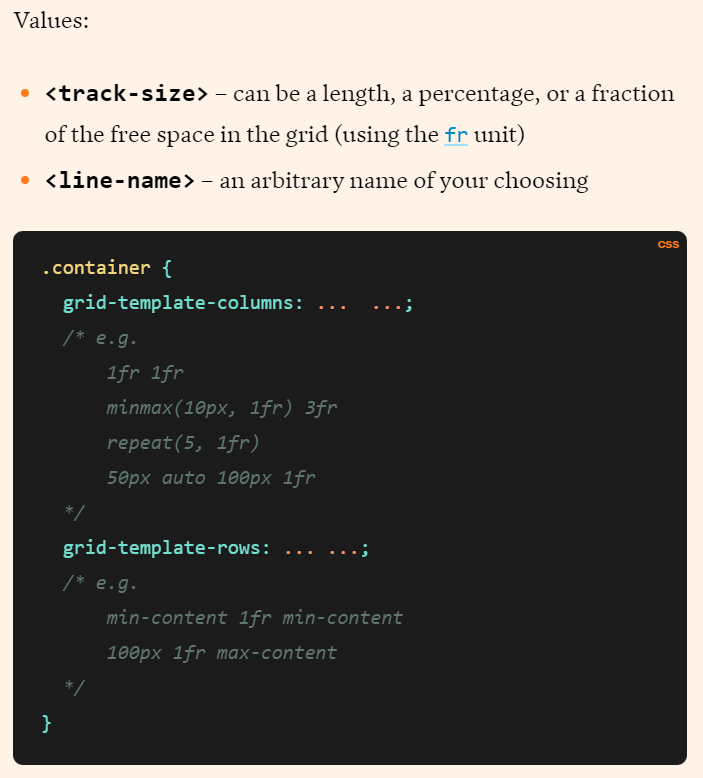 Values:
<track-size> – can be a length, a percentage, or a fraction
of the free space in the grid (using the fr unit)
<line-name> – an arbitrary name of your choosing
CSS
.container {
  grid-template-columns: ...  ...;
  /* e.g.
      1fr 1fr
      minmax(10px, 1fr) 3fr
      repeat(5, 1fr)
      50px auto 100px 1fr
  */
  grid-template-rows: ... ...;
  /* e.g.
      min-content 1fr min-content
      100px 1fr max-content
  */
}